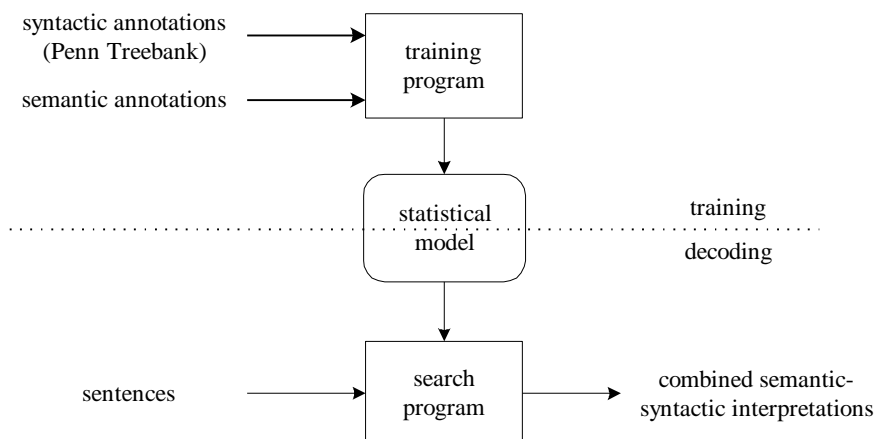 syntactic annotations
(Penn Treebank)
training
program
semantic annotations
statistical
model
training
decoding
sentences
search
program
combined semantic-
syntactic interpretations